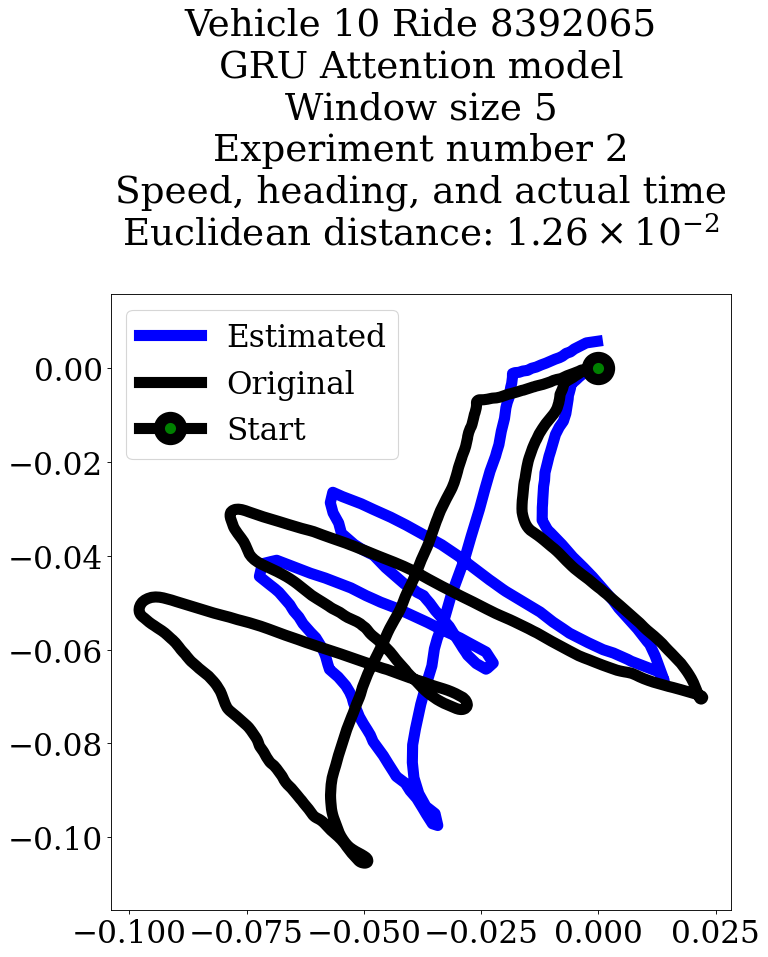 Vehicle 10 Ride 8392065
GRU Attention model
Window size 5
Experiment number 2
Speed, heading, and actual time
Euclidean distance: 1.26 × 10⁻²
Estimated
Original
Start
0.00
−0.02
−0.04
−0.06
−0.08
−0.10
−0.100 −0.075 −0.050 −0.025 0.000 0.025